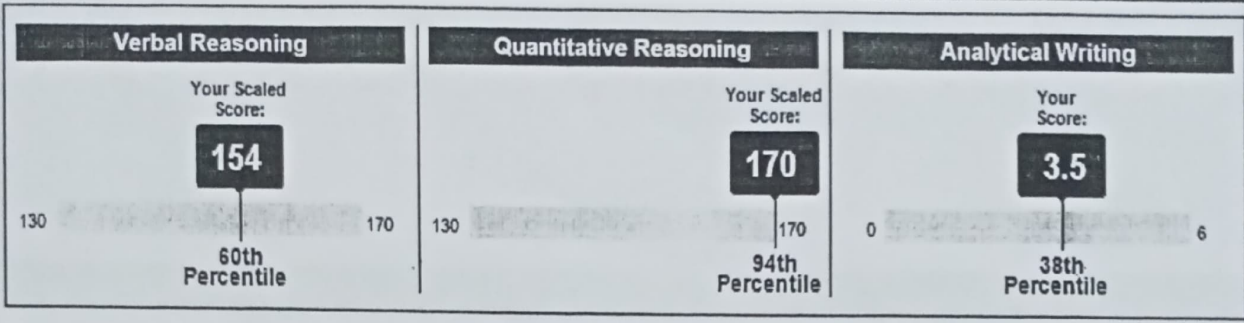 Verbal Reasoning
Your Scaled
Score:
154
130
170
60th
Percentile
Quantitative Reasoning
Your Scaled
Score:
170
130
170
94th
Percentile
Analytical Writing
Your
Score:
3.5
0
6
38th
Percentile